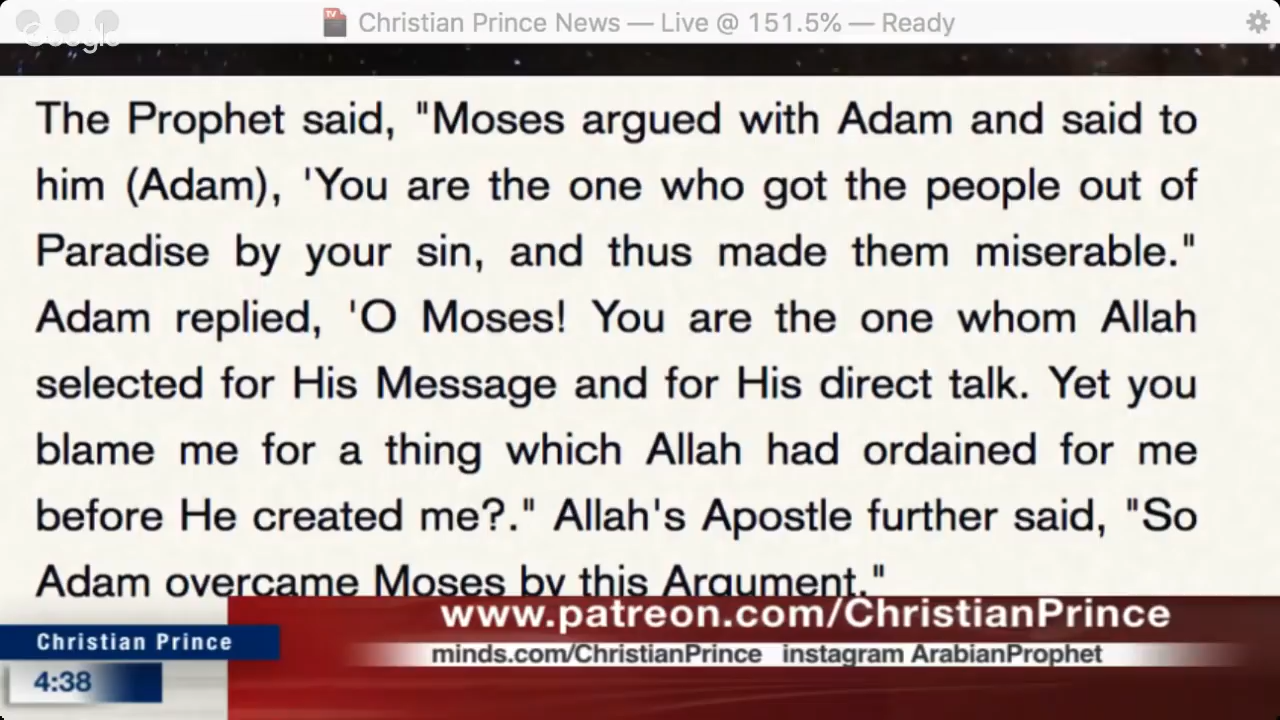 Christian Prince News — Live @ 151.5% — Ready
Google
The Prophet said, "Moses argued with Adam and said to
him (Adam), 'You are the one who got the people out of
Paradise by your sin, and thus made them miserable."
Adam replied, 'O Moses! You are the one whom Allah
selected for His Message and for His direct talk. Yet you
blame me for a thing which Allah had ordained for me
before He created me?." Allah's Apostle further said, "So
Adam overcame Moses by this Argument."
www.patreon.com/ChristianPrince
Christian Prince
minds.com/ChristianPrince instagram ArabianProphet
4:38